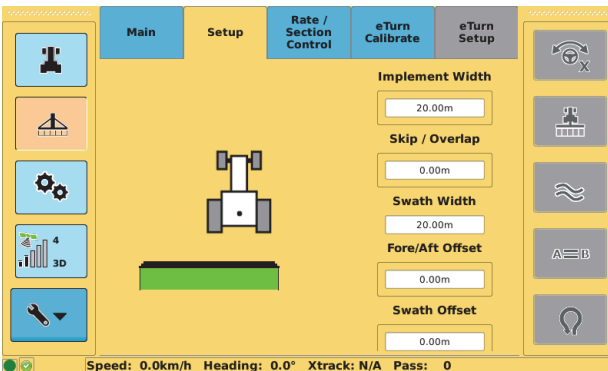 Main
Setup
Rate /
Section
Control
eTurn
Calibrate
eTurn
Setup
Implement Width
20.00m
Skip / Overlap
0.00m
Swath Width
20.00m
Fore/Aft Offset
0.00m
Swath Offset
0.00m
4
3D
X
A B
Speed: 0.0km/h Heading: 0.0° Xtrack: N/A Pass: 0